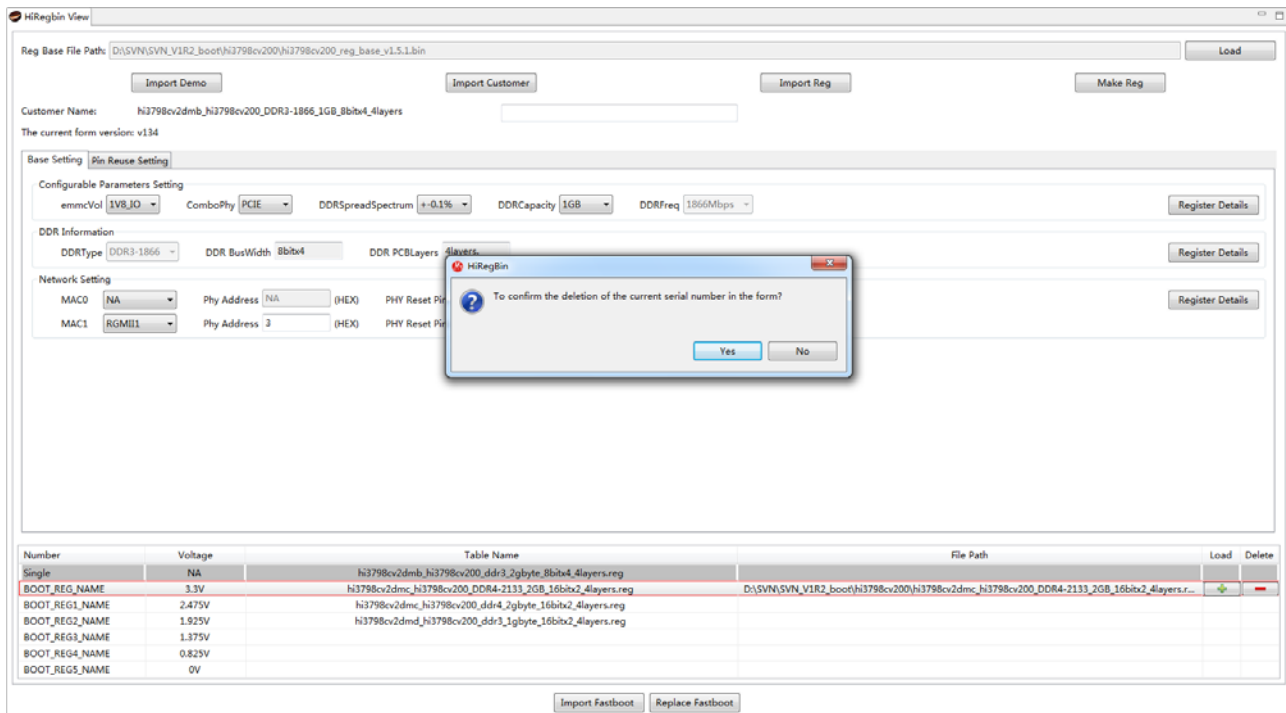 HiRegbin View
Reg Base File Path: D:\SVN\SVN_V1R2_boot\hi3798cv200\hi3798cv200_reg_base_v1.5.1.bin Load
Import Demo Import Customer Import Reg Make Reg
Customer Name: hi3798cv2dmb_hi3798cv200_DDR3-1866_1GB_8bitx4_4layers
The current form version: v134
Base Setting Pin Reuse Setting
Configurable Parameters Setting
emmcVol 1V8_IO ComboPhy PCIE DDRSpreadSpectrum +-0.1% DDRCapacity 1GB DDRFreq 1866Mbps Register Details
DDR Information
DDRType DDR3-1866 DDR BusWidth 8bitx4 DDR PCBLayers 4layers. Register Details
HiRegBin
Network Setting
MAC0 NA Phy Address NA (HEX) PHY Reset Pin Register Details
To confirm the deletion of the current serial number in the form?
MAC1 RGMII1 Phy Address 3 (HEX) PHY Reset Pin
Yes No
Number Voltage Table Name File Path Load Delete
Single NA hi3798cv2dmb_hi3798cv200_ddr3_2gbyte_8bitx4_4layers.reg
BOOT_REG_NAME 3.3V hi3798cv2dmc_hi3798cv200_DDR4-2133_2GB_16bitx2_4layers.reg D:\SVN\SVN_V1R2_boot\hi3798cv200\hi3798cv2dmc_hi3798cv200_DDR4-2133_2GB_16bitx2_4layers.r...
BOOT_REG1_NAME 2.475V hi3798cv2dmc_hi3798cv200_ddr4_2gbyte_16bitx2_4layers.reg
BOOT_REG2_NAME 1.925V hi3798cv2dmd_hi3798cv200_ddr3_1gbyte_16bitx2_4layers.reg
BOOT_REG3_NAME 1.375V
BOOT_REG4_NAME 0.825V
BOOT_REG5_NAME 0V
Import Fastboot Replace Fastboot